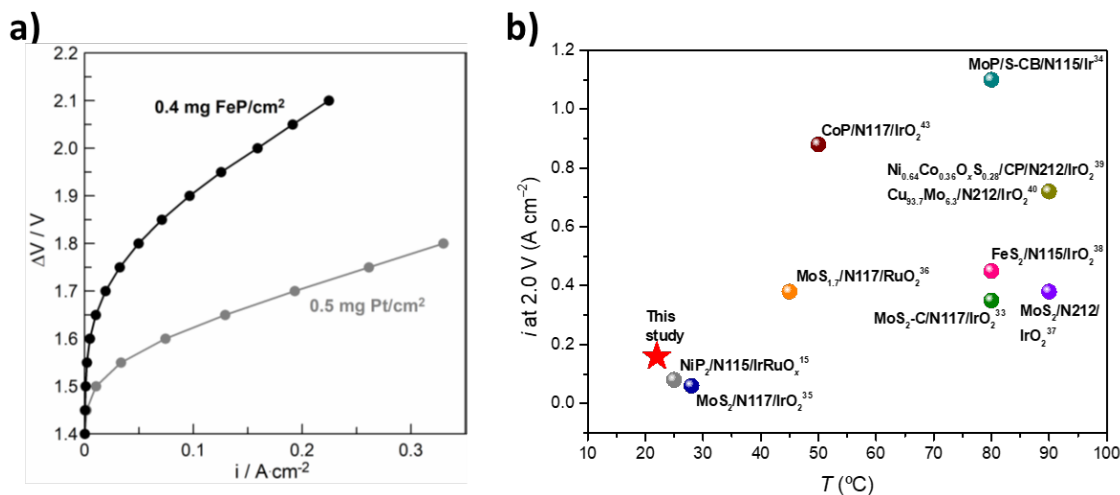 a)
2.2
2.1
2.0
1.9
1.8
1.7
1.6
1.5
1.4
ΔV / V
0
0.1
0.2
0.3
i / A·cm⁻²
0.4 mg FeP/cm²
0.5 mg Pt/cm²
b)
1.2
1.0
0.8
0.6
0.4
0.2
0.0
i at 2.0 V (A cm⁻²)
10 20 30 40 50 60 70 80 90 100
T (ºC)
MoP/S-CB/N115/Ir³⁴
CoP/N117/IrO₂⁴³
Ni₀.₆₄Co₀.₃₆OₓS₀.₂₈/CP/N212/IrO₂³⁹
Cu₉₃.₇Mo₆.₃/N212/IrO₂⁴⁰
FeS₂/N115/IrO₂³⁸
MoS₁.₇/N117/RuO₂³⁶
MoS₂-C/N117/IrO₂³³
MoS₂/N212/
IrO₂³⁷
This
study
NiP₂/N115/IrRuOₓ¹⁵
MoS₂/N117/IrO₂³⁵